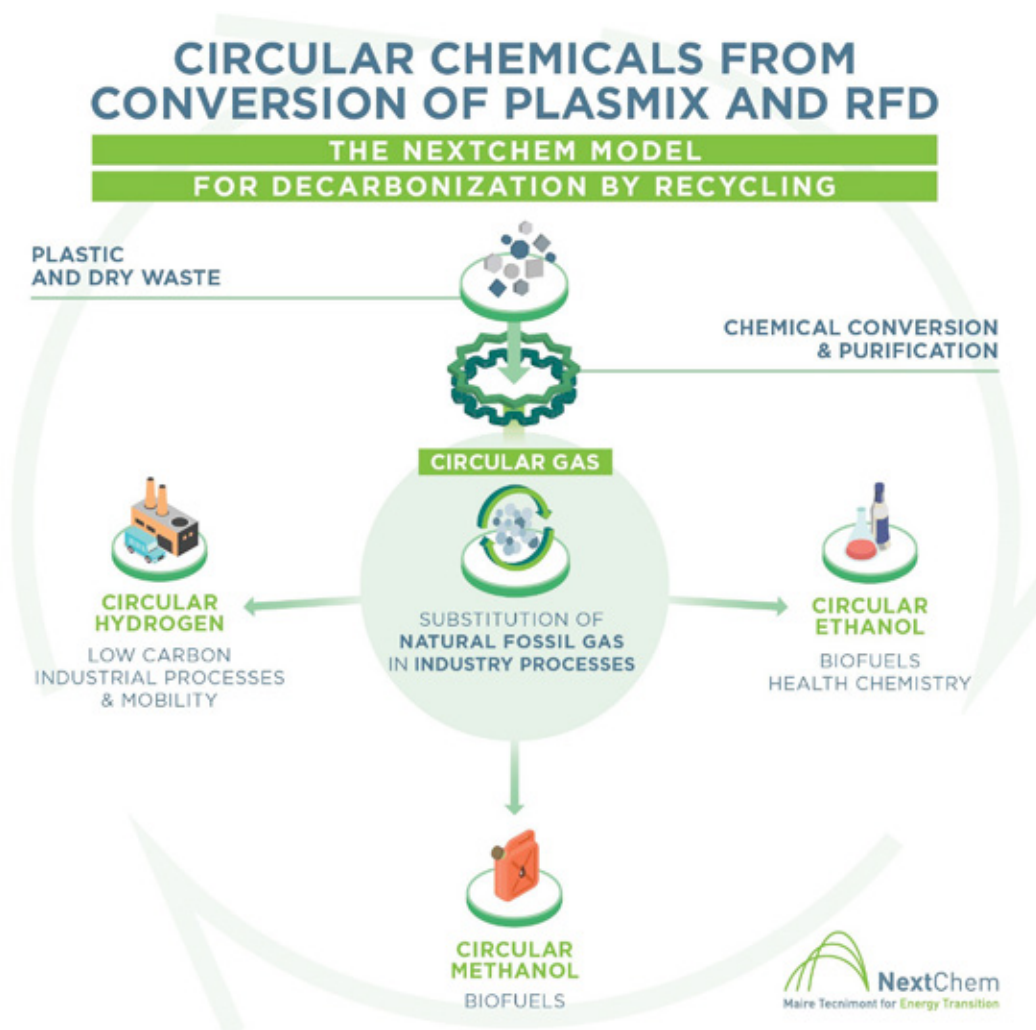 CIRCULAR CHEMICALS FROM
CONVERSION OF PLASMIX AND RFD
THE NEXTCHEM MODEL
FOR DECARBONIZATION BY RECYCLING
PLASTIC
AND DRY WASTE
CHEMICAL CONVERSION
& PURIFICATION
CIRCULAR GAS
SUBSTITUTION OF
NATURAL FOSSIL GAS
IN INDUSTRY PROCESSES
CIRCULAR
HYDROGEN
LOW CARBON
INDUSTRIAL PROCESSES
& MOBILITY
CIRCULAR
ETHANOL
BIOFUELS
HEALTH CHEMISTRY
CIRCULAR
METHANOL
BIOFUELS
NextChem
Maire Tecnimont for Energy Transition